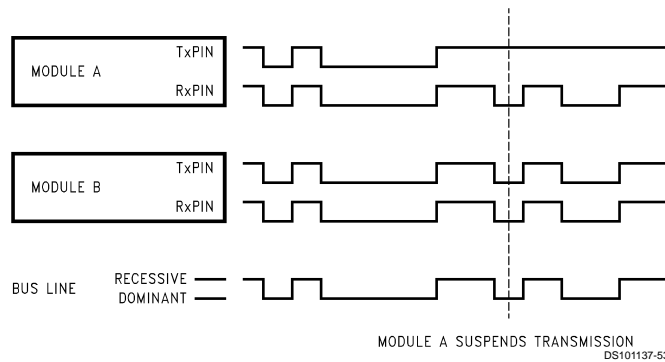 TxPIN
MODULE A
RxPIN
TxPIN
MODULE B
RxPIN
BUS LINE
RECESSIVE
DOMINANT
MODULE A SUSPENDS TRANSMISSION